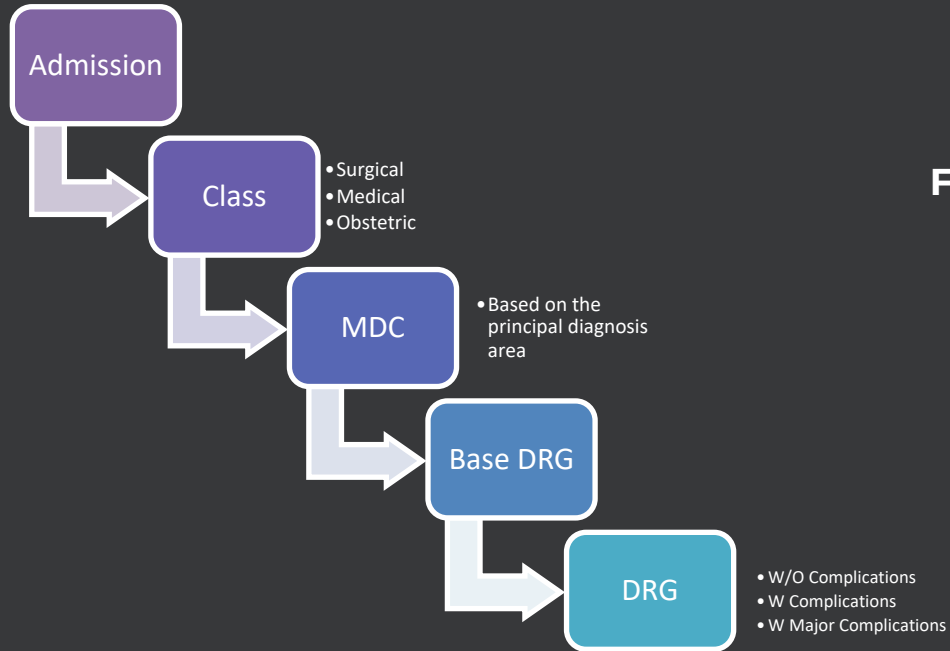 Admission
F
Class
• Surgical
• Medical
• Obstetric
MDC
• Based on the
principal diagnosis
area
Base DRG
DRG
• W/O Complications
• W Complications
• W Major Complications